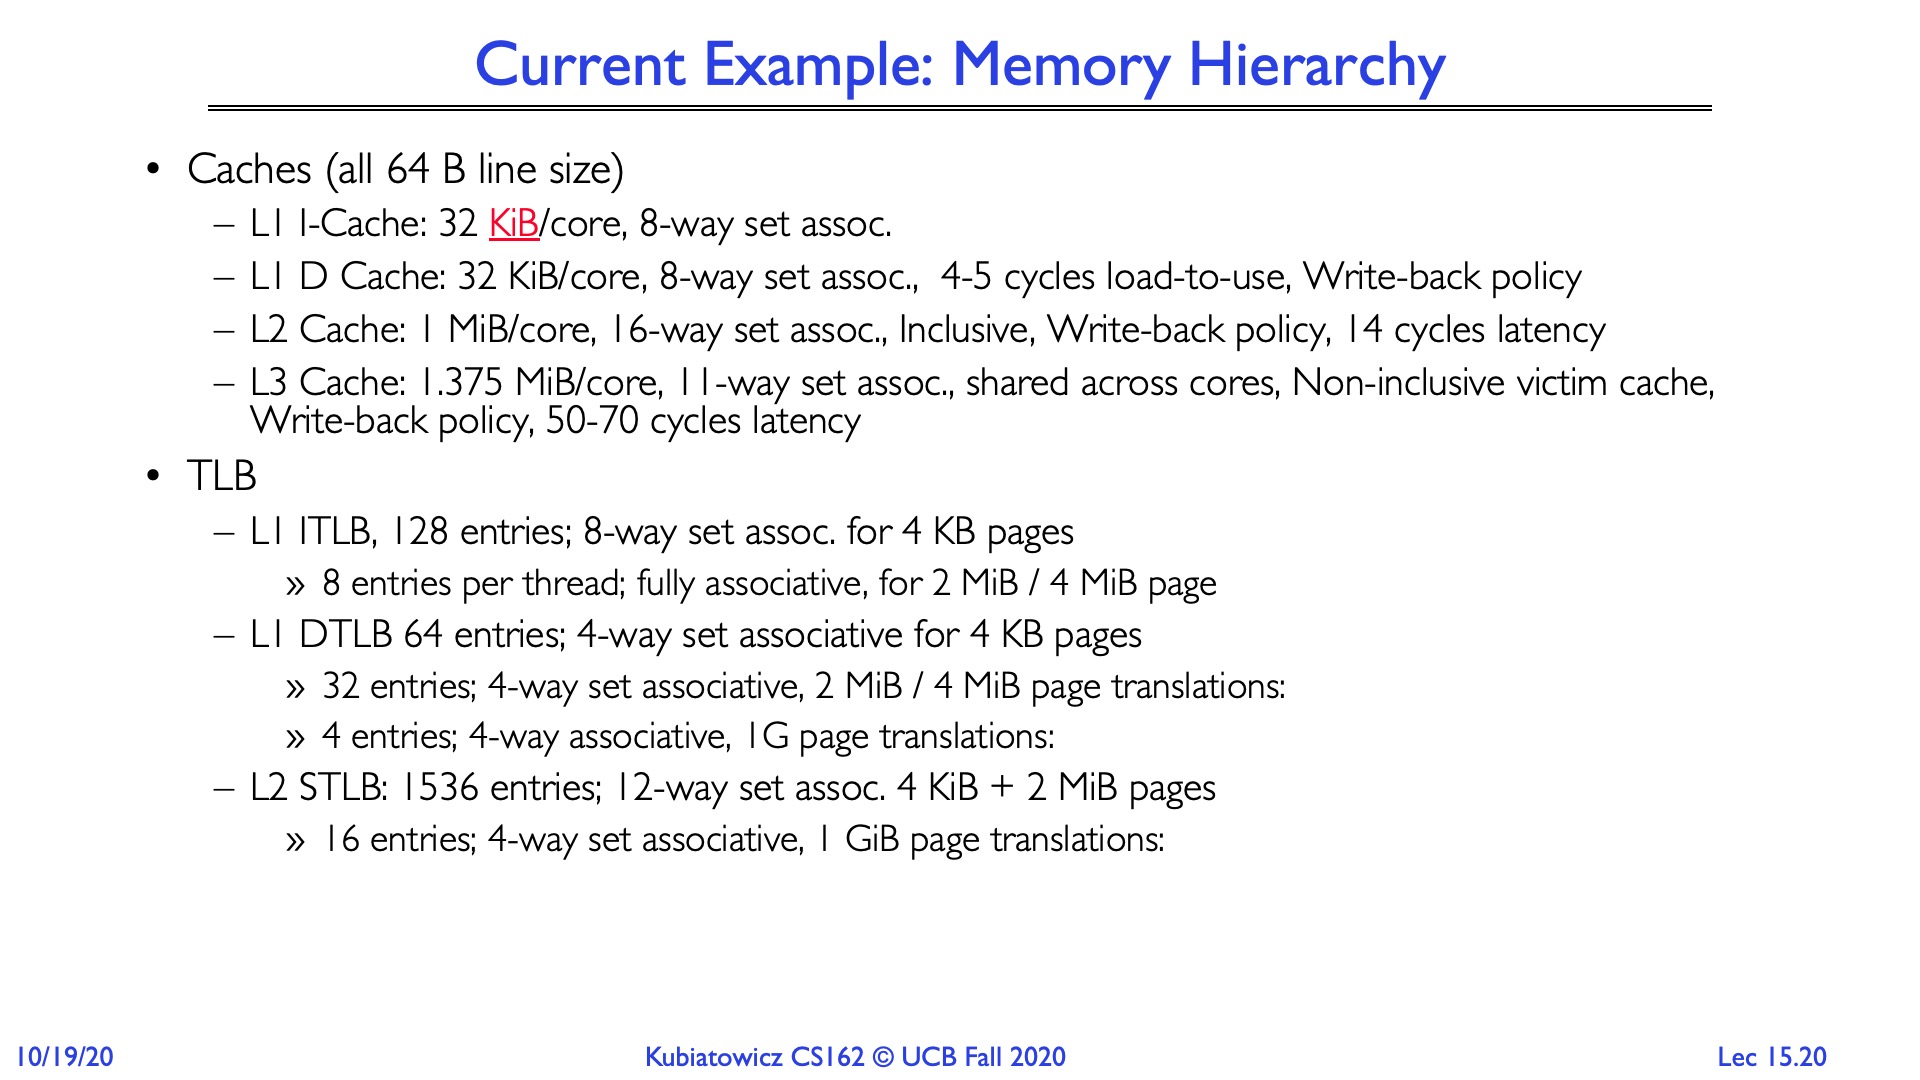 Current Example: Memory Hierarchy
• Caches (all 64 B line size)
– L1 I-Cache: 32 KiB/core, 8-way set assoc.
– L1 D Cache: 32 KiB/core, 8-way set assoc., 4-5 cycles load-to-use, Write-back policy
– L2 Cache: 1 MiB/core, 16-way set assoc., Inclusive, Write-back policy, 14 cycles latency
– L3 Cache: 1.375 MiB/core, 11-way set assoc., shared across cores, Non-inclusive victim cache,
Write-back policy, 50-70 cycles latency
• TLB
– L1 ITLB, 128 entries; 8-way set assoc. for 4 KB pages
» 8 entries per thread; fully associative, for 2 MiB / 4 MiB page
– L1 DTLB 64 entries; 4-way set associative for 4 KB pages
» 32 entries; 4-way set associative, 2 MiB / 4 MiB page translations:
» 4 entries; 4-way associative, 1G page translations:
– L2 STLB: 1536 entries; 12-way set assoc. 4 KiB + 2 MiB pages
» 16 entries; 4-way set associative, 1 GiB page translations:
10/19/20
Kubiatowicz CS162 © UCB Fall 2020
Lec 15.20